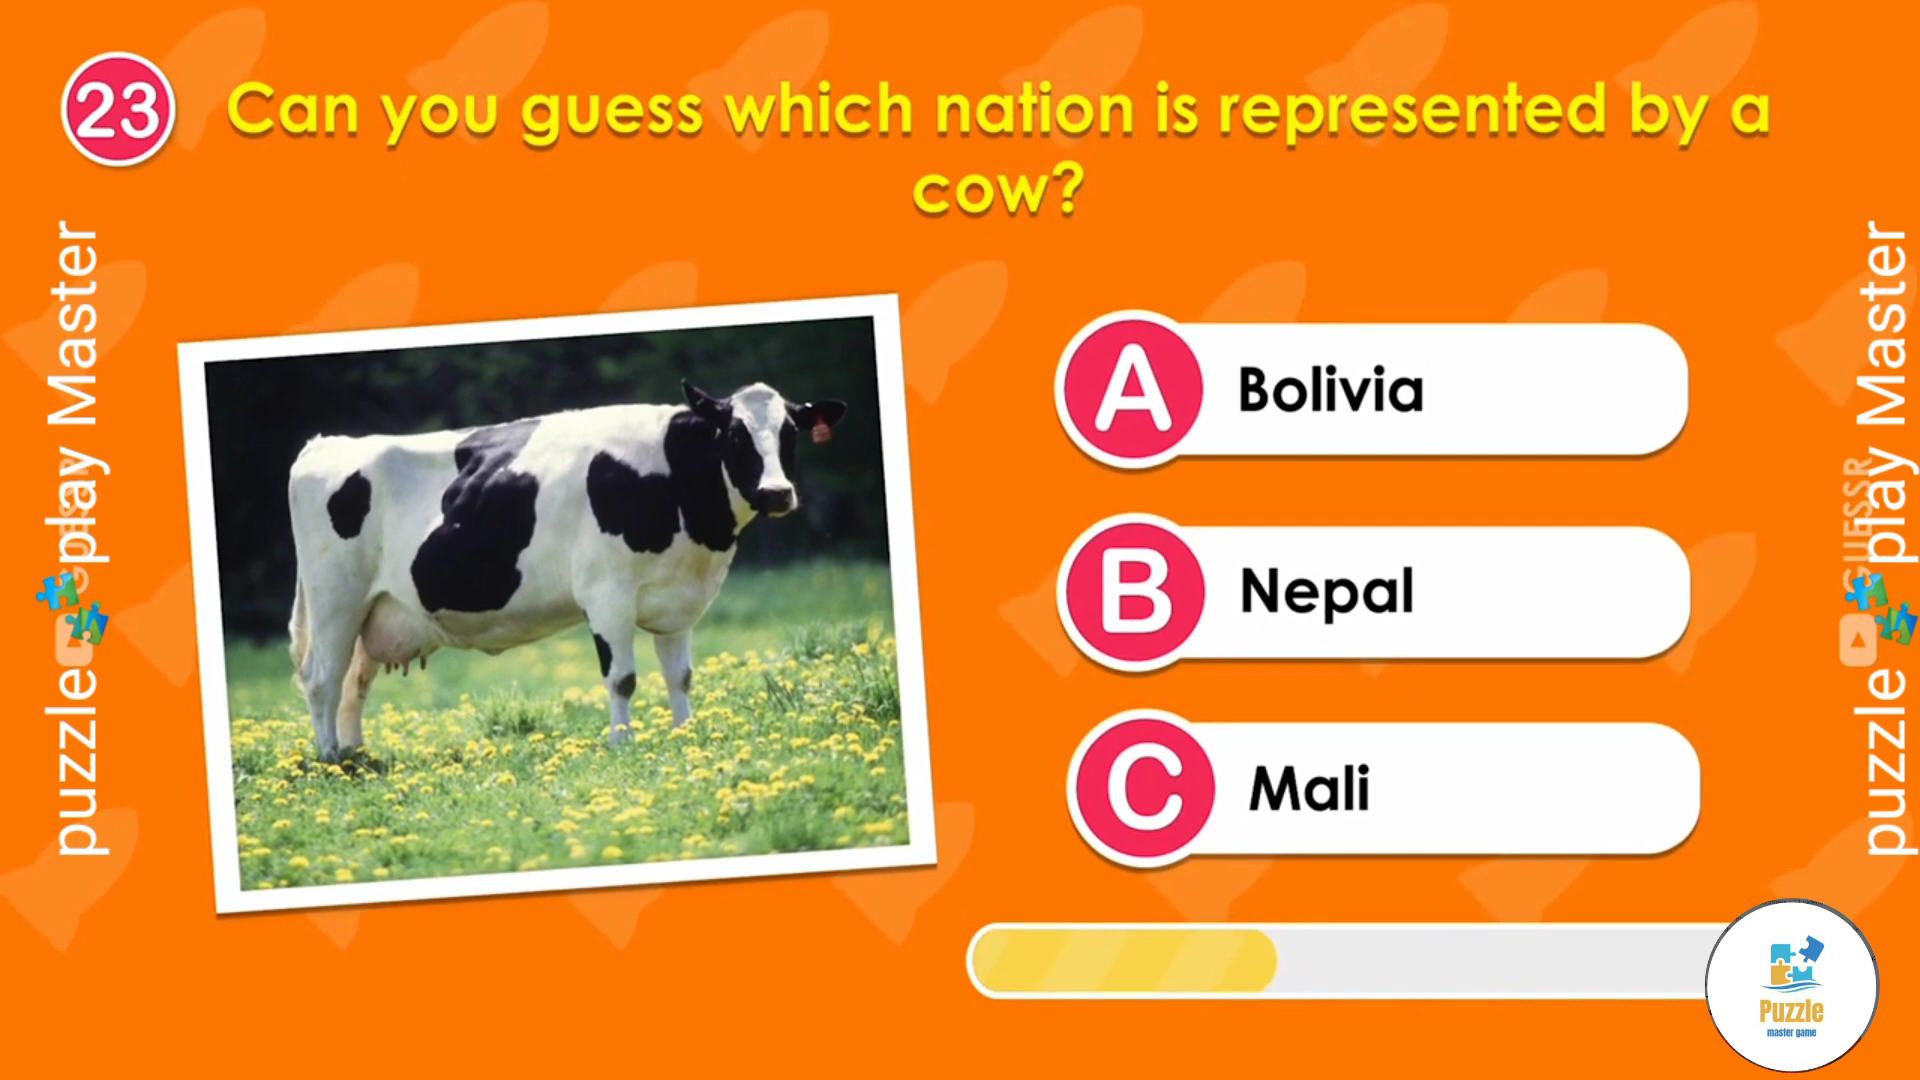 23
Can you guess which nation is represented by a
cow?
A Bolivia
B Nepal
C Mali
puzzle play Master
puzzle play Master
GUESSR
Puzzle
master game